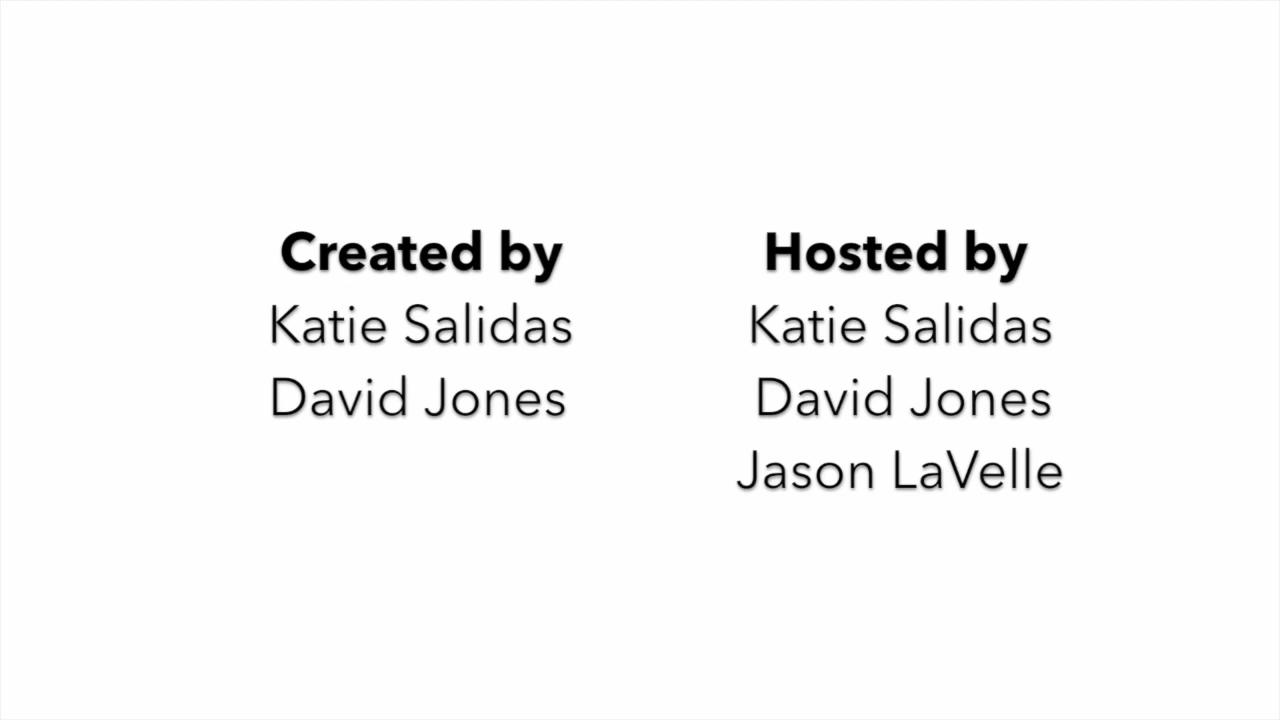 Created by
Katie Salidas
David Jones
Hosted by
Katie Salidas
David Jones
Jason LaVelle